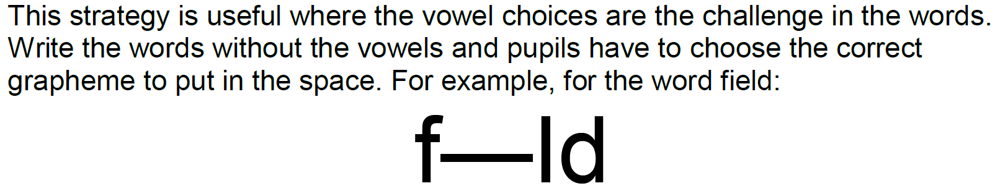 This strategy is useful where the vowel choices are the challenge in the words.
Write the words without the vowels and pupils have to choose the correct
grapheme to put in the space. For example, for the word field:
f—ld